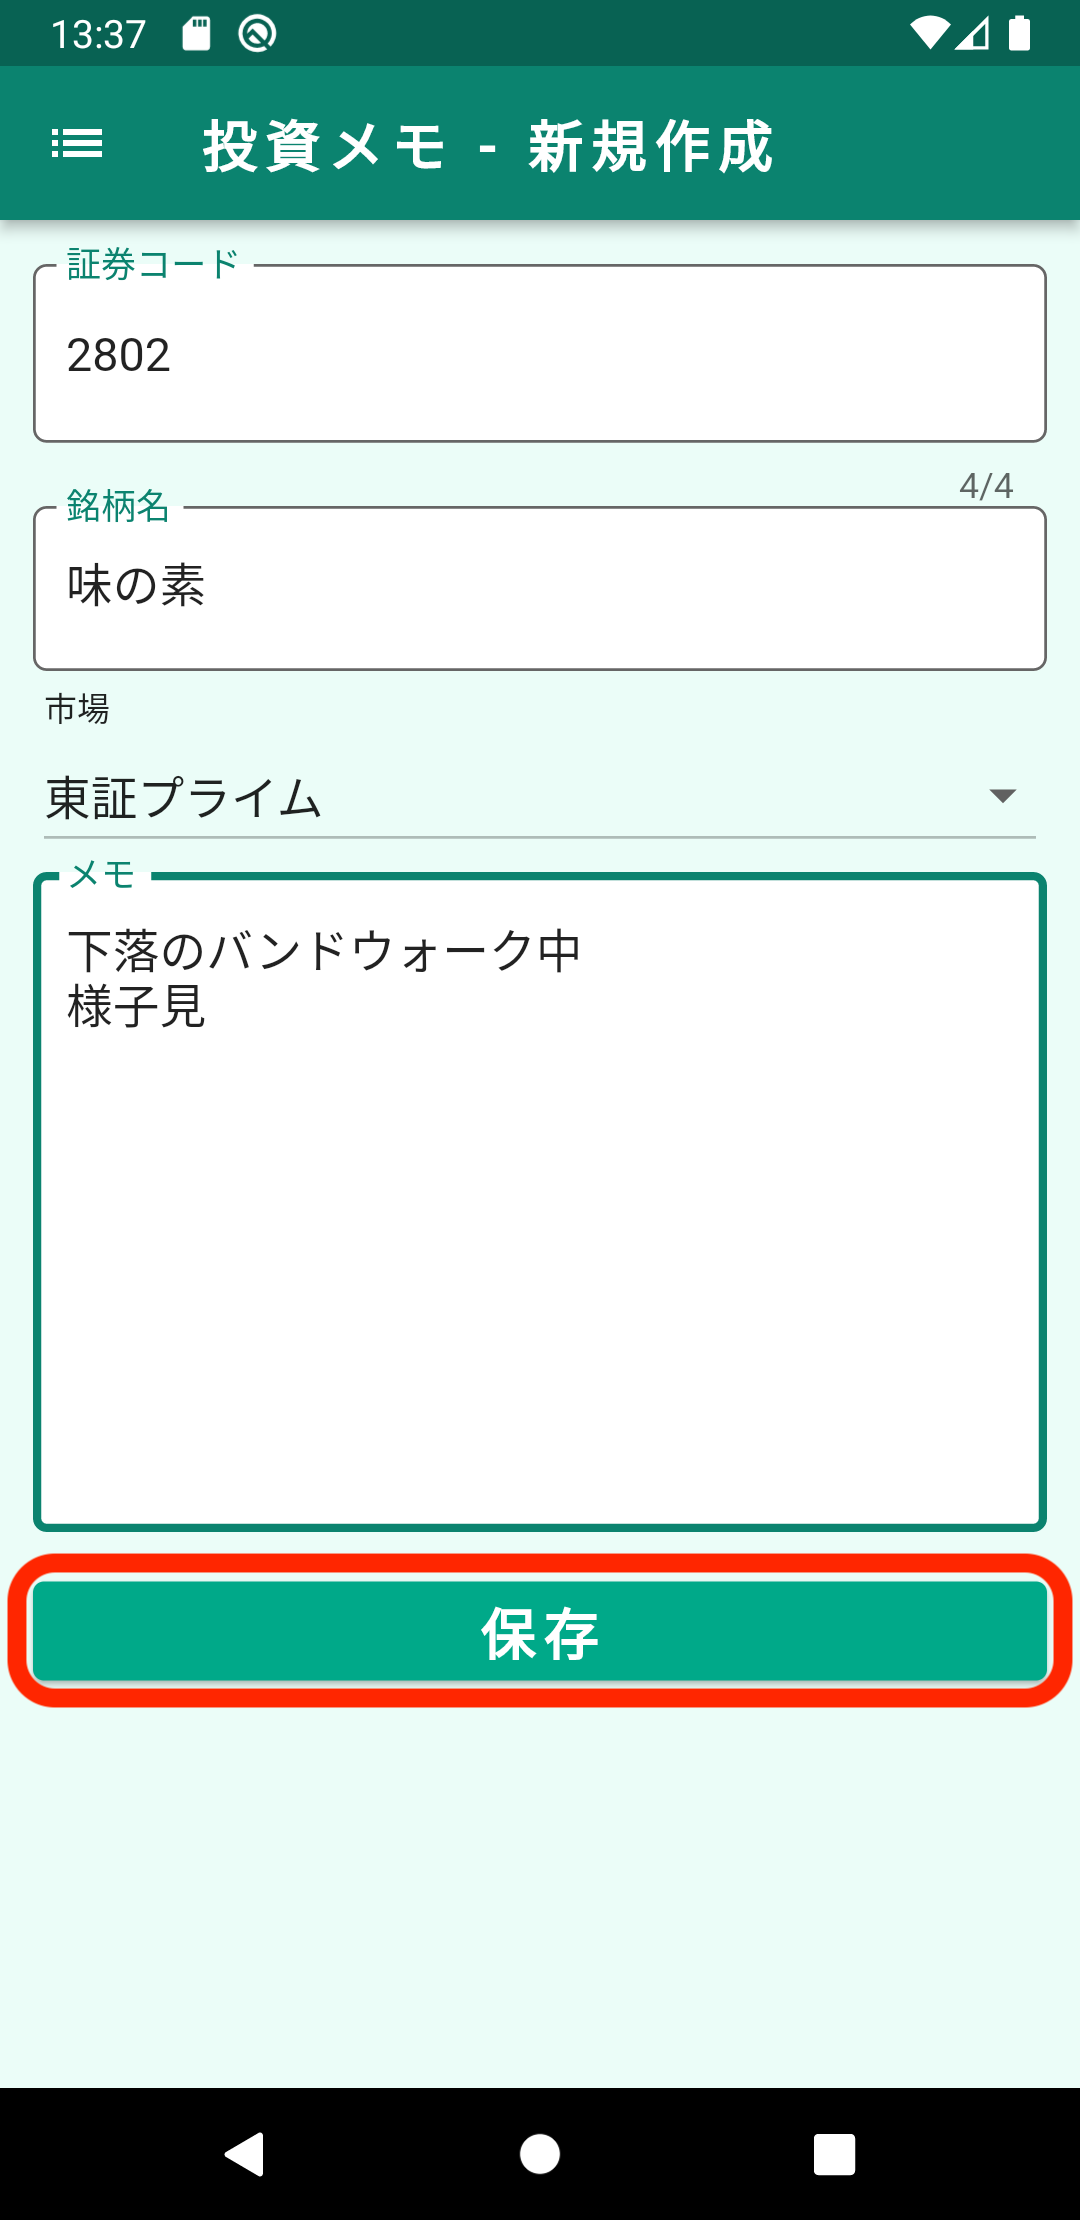 13:37
投資メモ - 新規作成
証券コード
2802
4/4
銘柄名
味の素
市場
東証プライム
メモ
下落のバンドウォーク中
様子見
保存